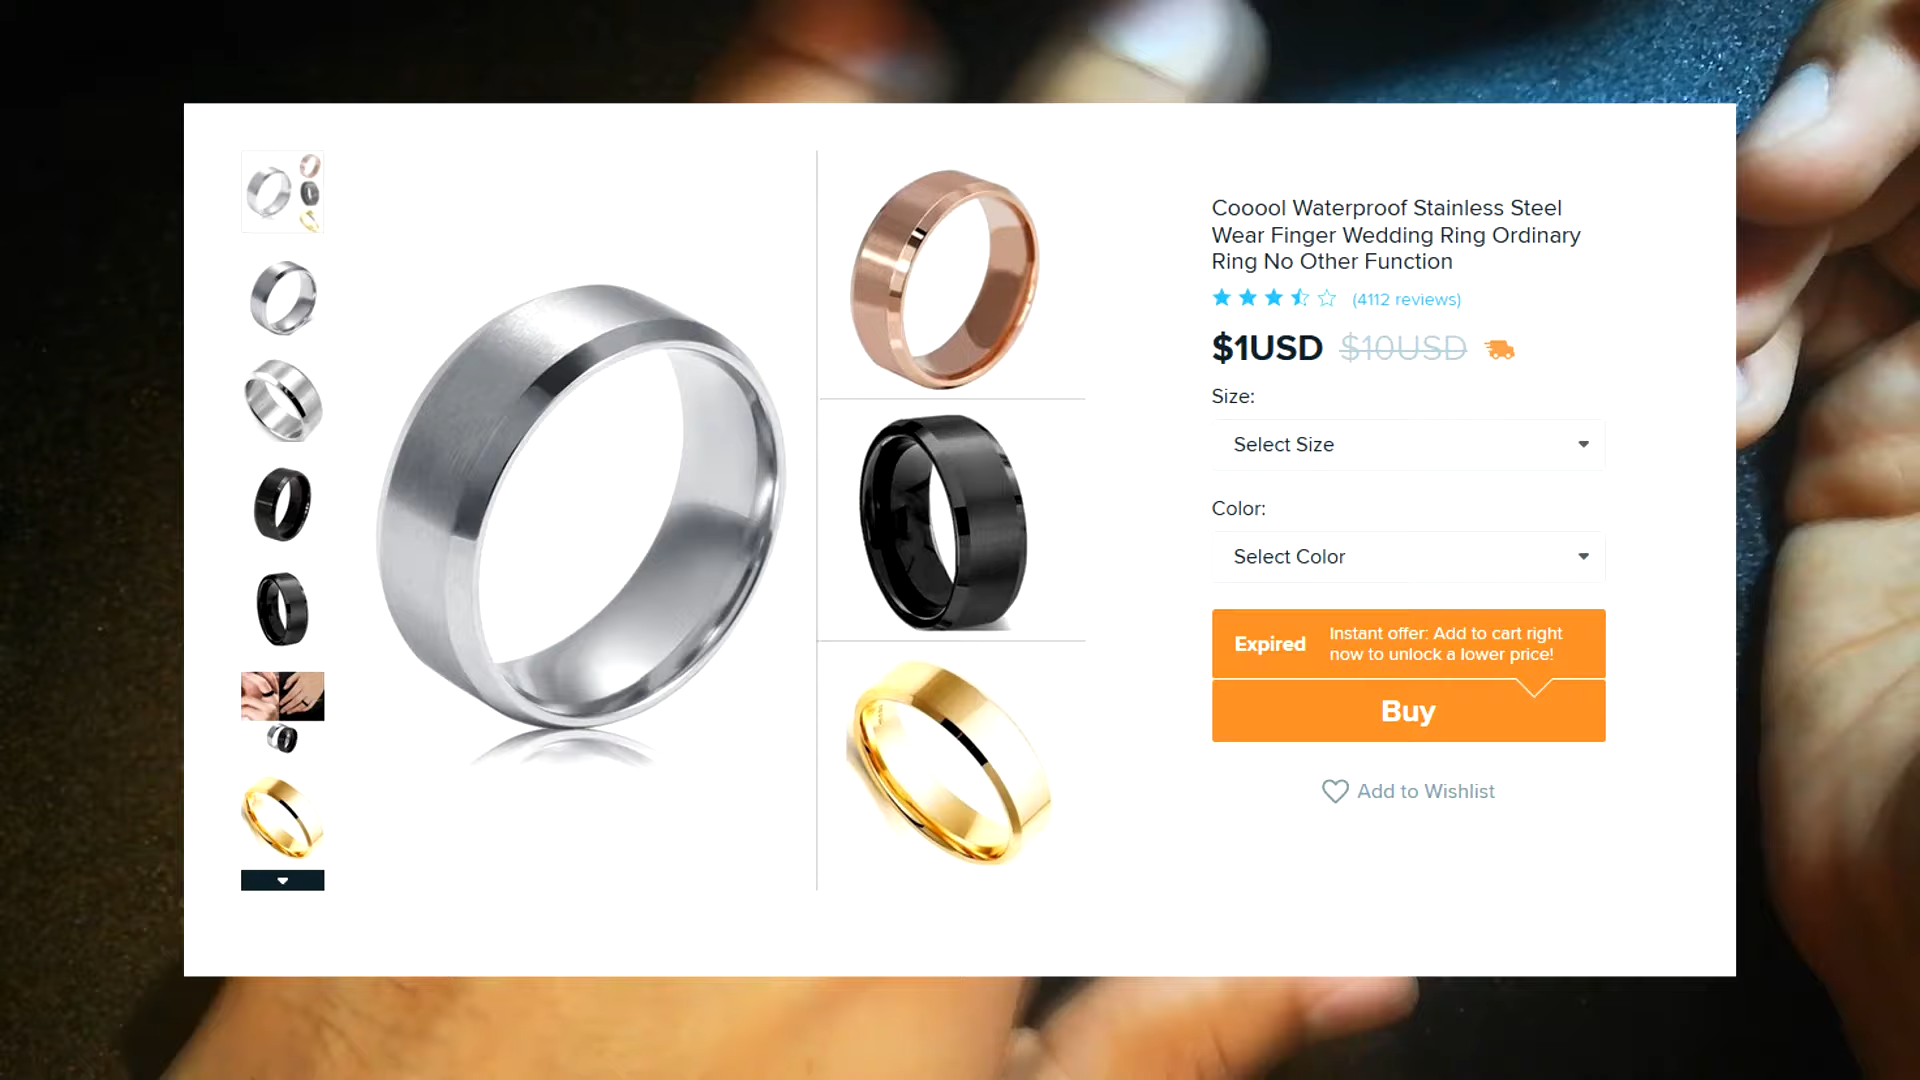 Cooool Waterproof Stainless Steel
Wear Finger Wedding Ring Ordinary
Ring No Other Function
(4112 reviews)
$1USD $10USD
Size:
Select Size
Color:
Select Color
Expired
Instant offer: Add to cart right
now to unlock a lower price!
Buy
Add to Wishlist